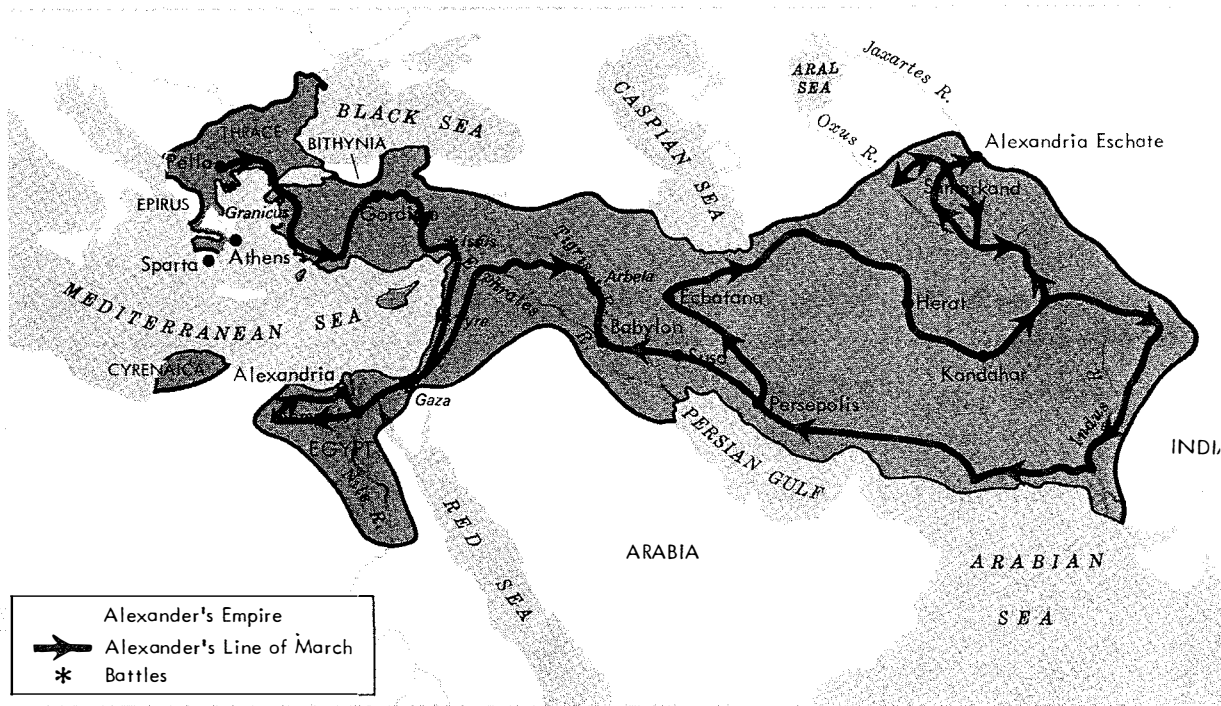 Jaxartes R.
ARAL
SEA
CASPIAN SEA
Oxus R.
BLACK SEA
THRACE
BITHYNIA
Alexandria Eschate
Pella
Samarkand
EPIRUS
Granicus
Gordium
Athens
Issis
Sparta
Tigris
Arbela
Euphrates R.
Ecbatana
Herat
MEDITERRANEAN SEA
Tyre
Babylon
Susa
CYRENAICA
Alexandria
Kandahar
Gaza
Persepolis
Indus R.
PERSIAN GULF
EGYPT
INDIA
Nile R.
RED SEA
ARABIA
ARABIAN
SEA
Alexander's Empire
Alexander's Line of March
* Battles